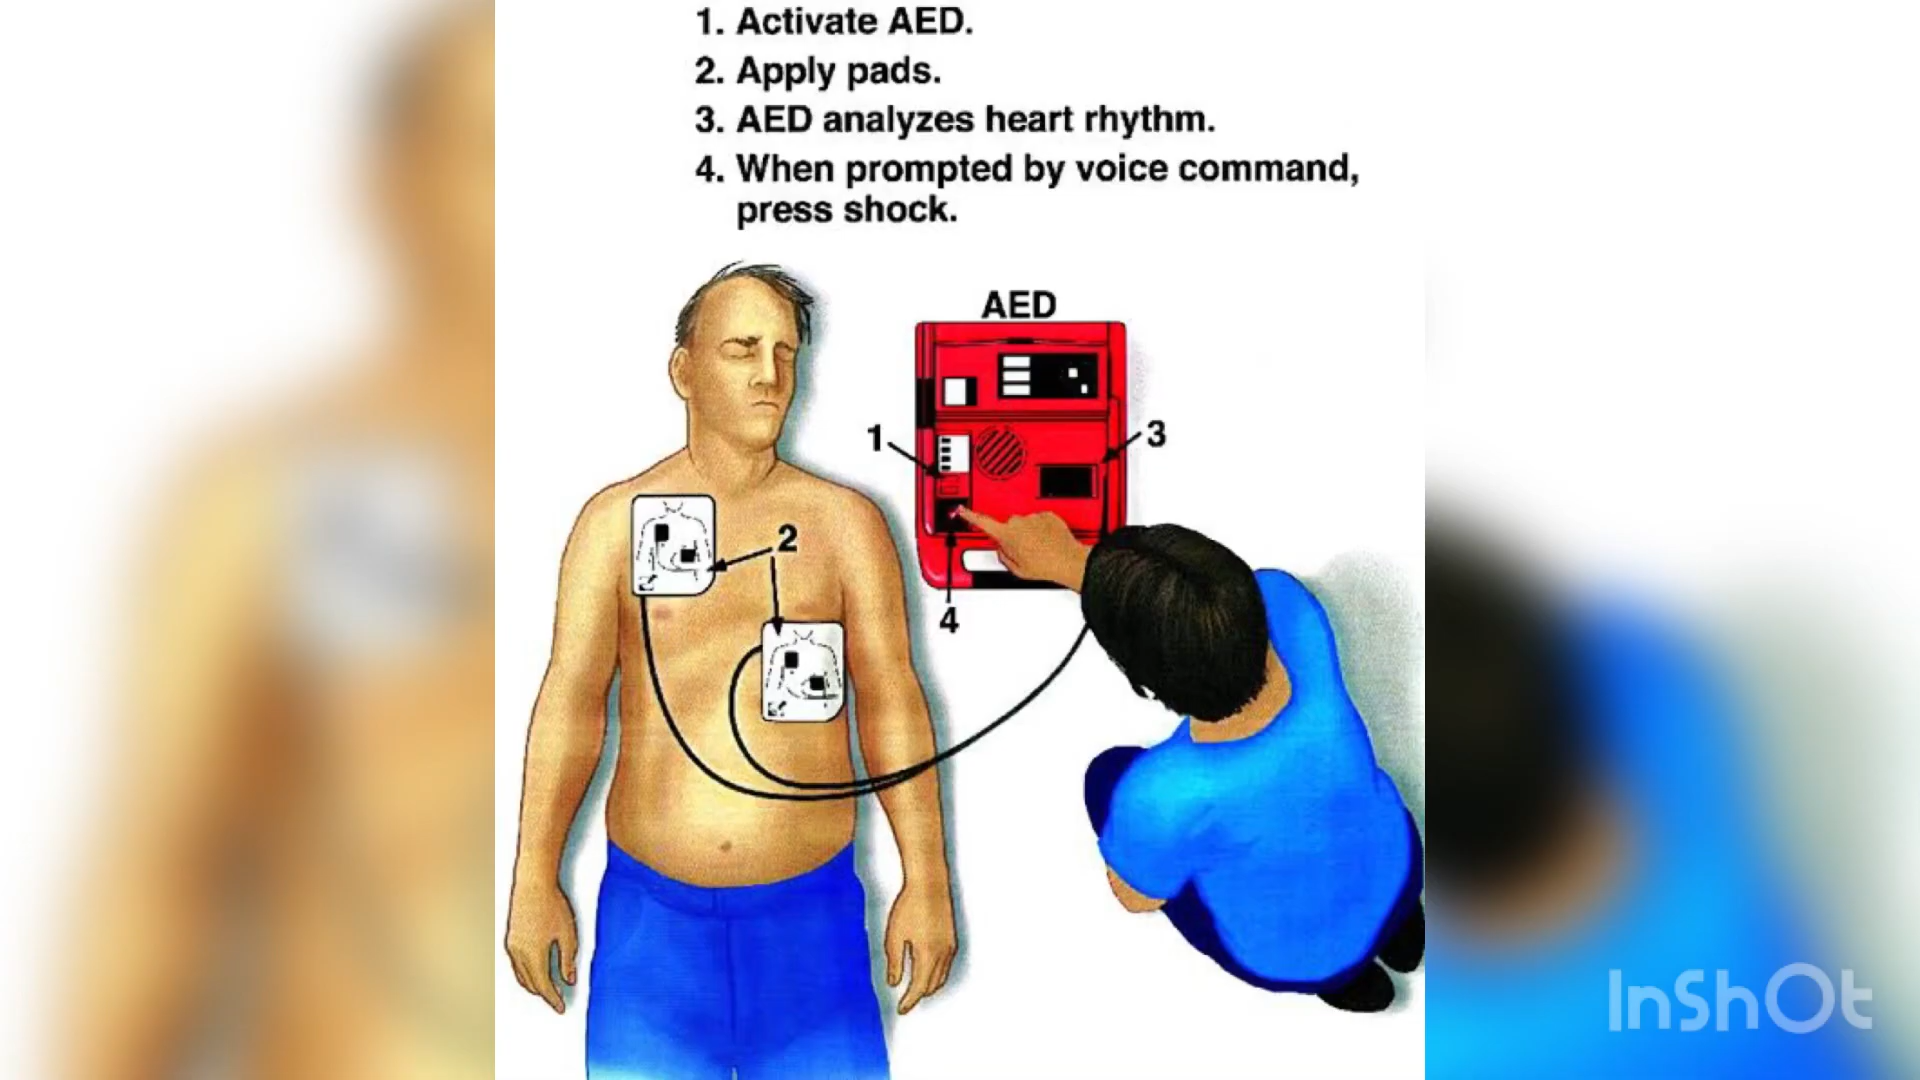 1. Activate AED.
2. Apply pads.
3. AED analyzes heart rhythm.
4. When prompted by voice command,
press shock.
AED
1
3
2
4
InShOt